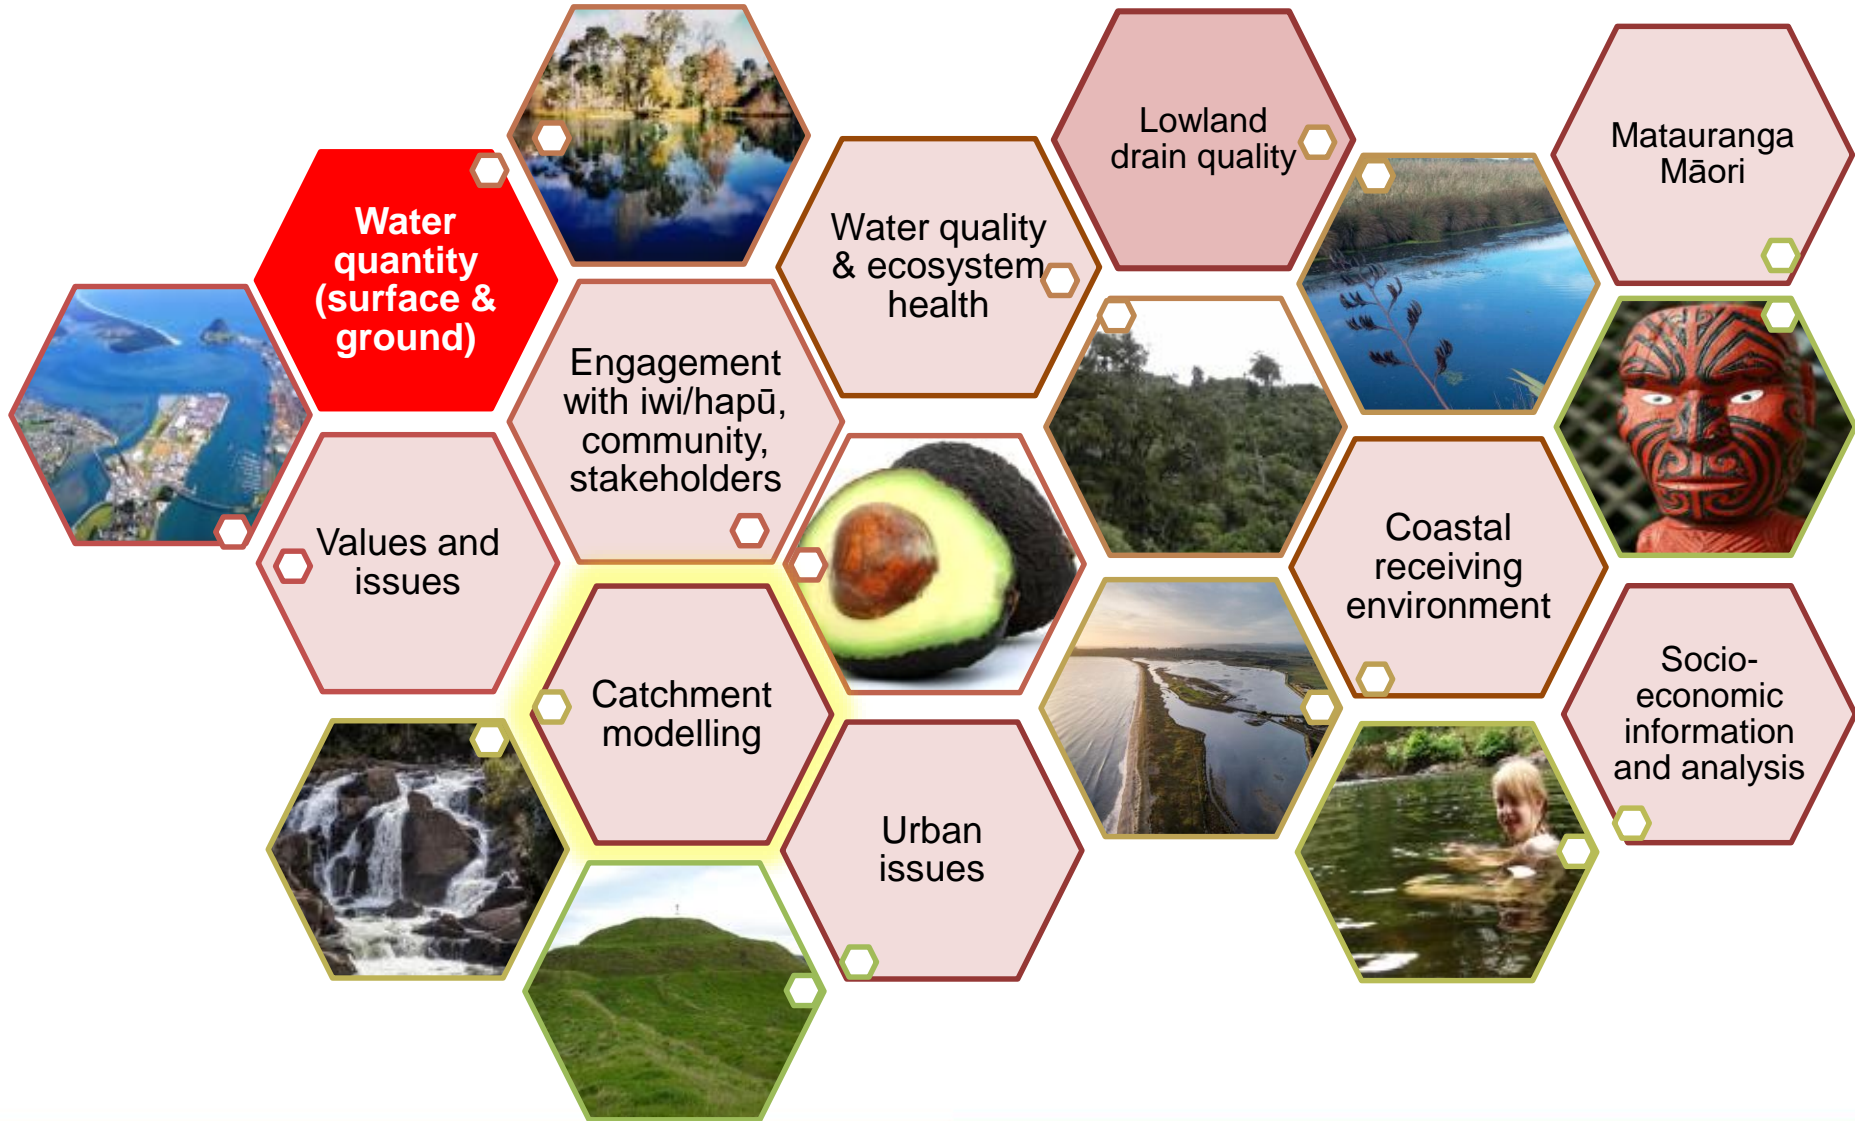 Water
quantity
(surface &
ground)
Values and
issues
Engagement
with iwi/hapū,
community,
stakeholders
Catchment
modelling
Water quality
& ecosystem
health
Urban
issues
Lowland
drain quality
Coastal
receiving
environment
Matauranga
Māori
Socio-
economic
information
and analysis